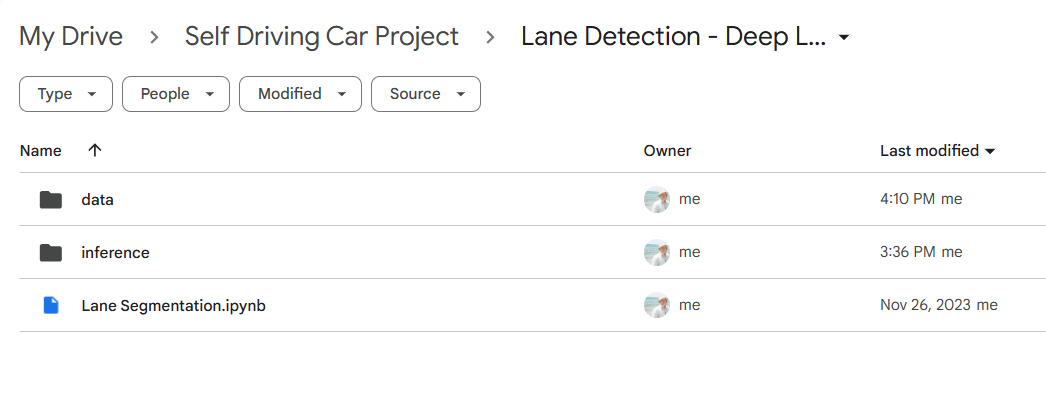 My Drive > Self Driving Car Project > Lane Detection - Deep L...
Type People Modified Source
Name Owner Last modified
data me 4:10 PM me
inference me 3:36 PM me
Lane Segmentation.ipynb me Nov 26, 2023 me